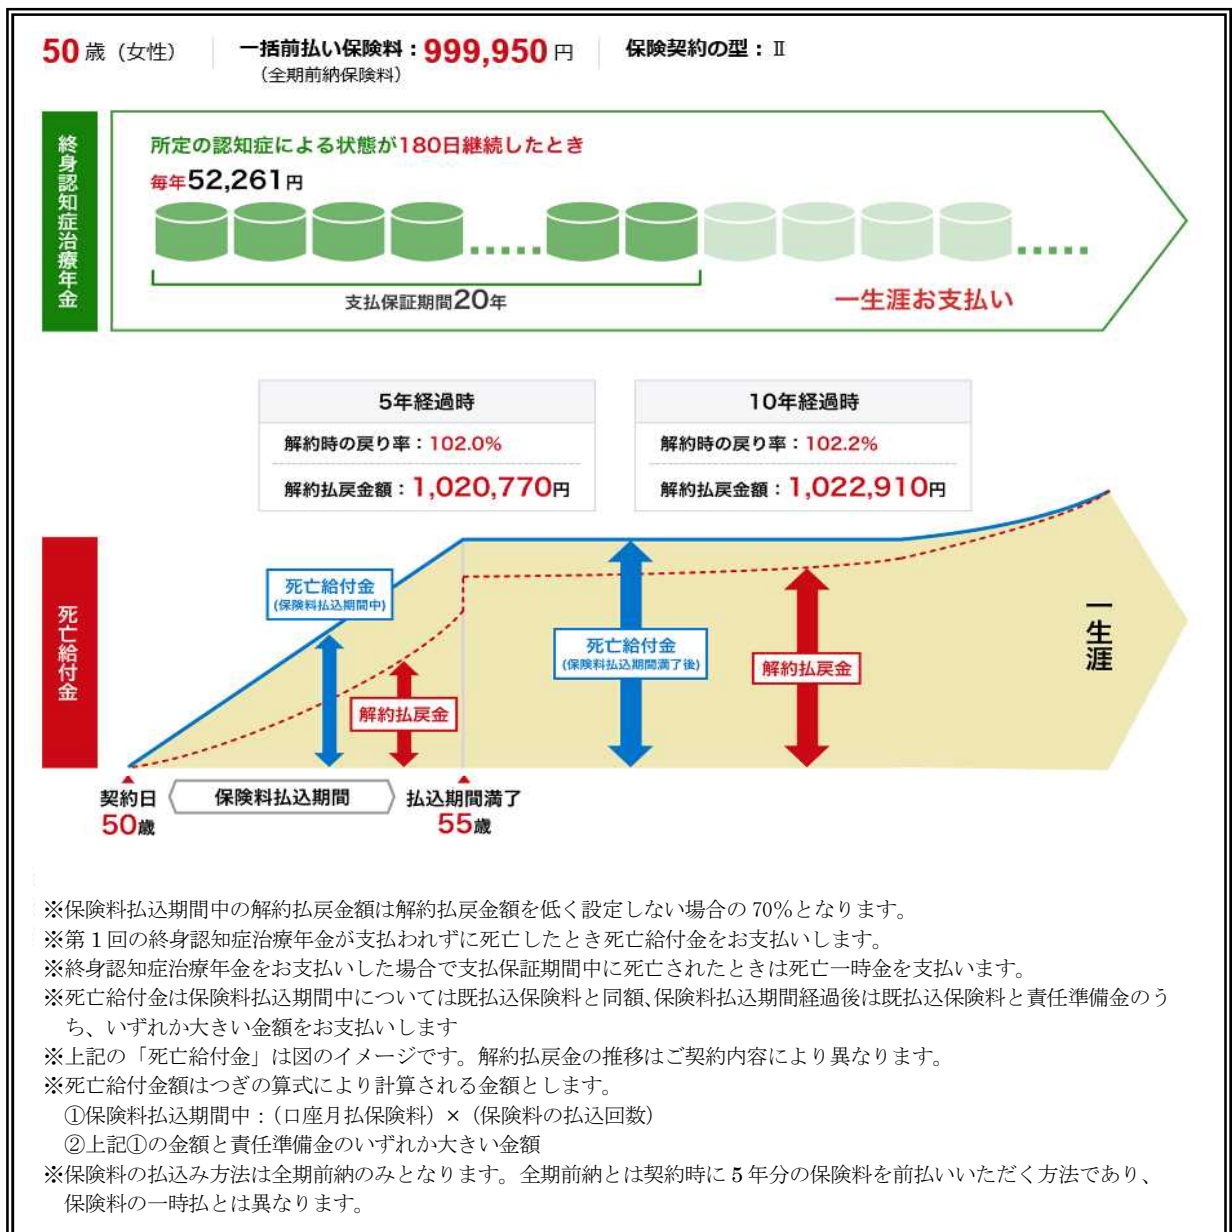 50歳（女性）
一括前払い保険料：999,950円
（全期前納保険料）
保険契約の型：Ⅱ
終身認知症治療年金
所定の認知症による状態が180日継続したとき
毎年52,261円
支払保証期間20年
一生涯お支払い
5年経過時
解約時の戻り率：102.0%
解約払戻金額：1,020,770円
10年経過時
解約時の戻り率：102.2%
解約払戻金額：1,022,910円
死亡給付金
死亡給付金
(保険料払込期間中)
解約払戻金
死亡給付金
(保険料払込期間満了後)
解約払戻金
一生涯
契約日
50歳
保険料払込期間
払込期間満了
55歳
※保険料払込期間中の解約払戻金額は解約払戻金額を低く設定しない場合の70％となります。
※第1回の終身認知症治療年金が支払われずに死亡したとき死亡給付金をお支払いします。
※終身認知症治療年金をお支払いした場合で支払保証期間中に死亡されたときは死亡一時金を支払います。
※死亡給付金は保険料払込期間中については既払込保険料と同額、保険料払込期間経過後は既払込保険料と責任準備金のう
ち、いずれか大きい金額をお支払いします
※上記の「死亡給付金」は図のイメージです。解約払戻金の推移はご契約内容により異なります。
※死亡給付金額はつぎの算式により計算される金額とします。
①保険料払込期間中：（口座月払保険料）×（保険料の払込回数）
②上記①の金額と責任準備金のいずれか大きい金額
※保険料の払込み方法は全期前納のみとなります。全期前納とは契約時に5年分の保険料を前払いいただく方法であり、
保険料の一時払とは異なります。